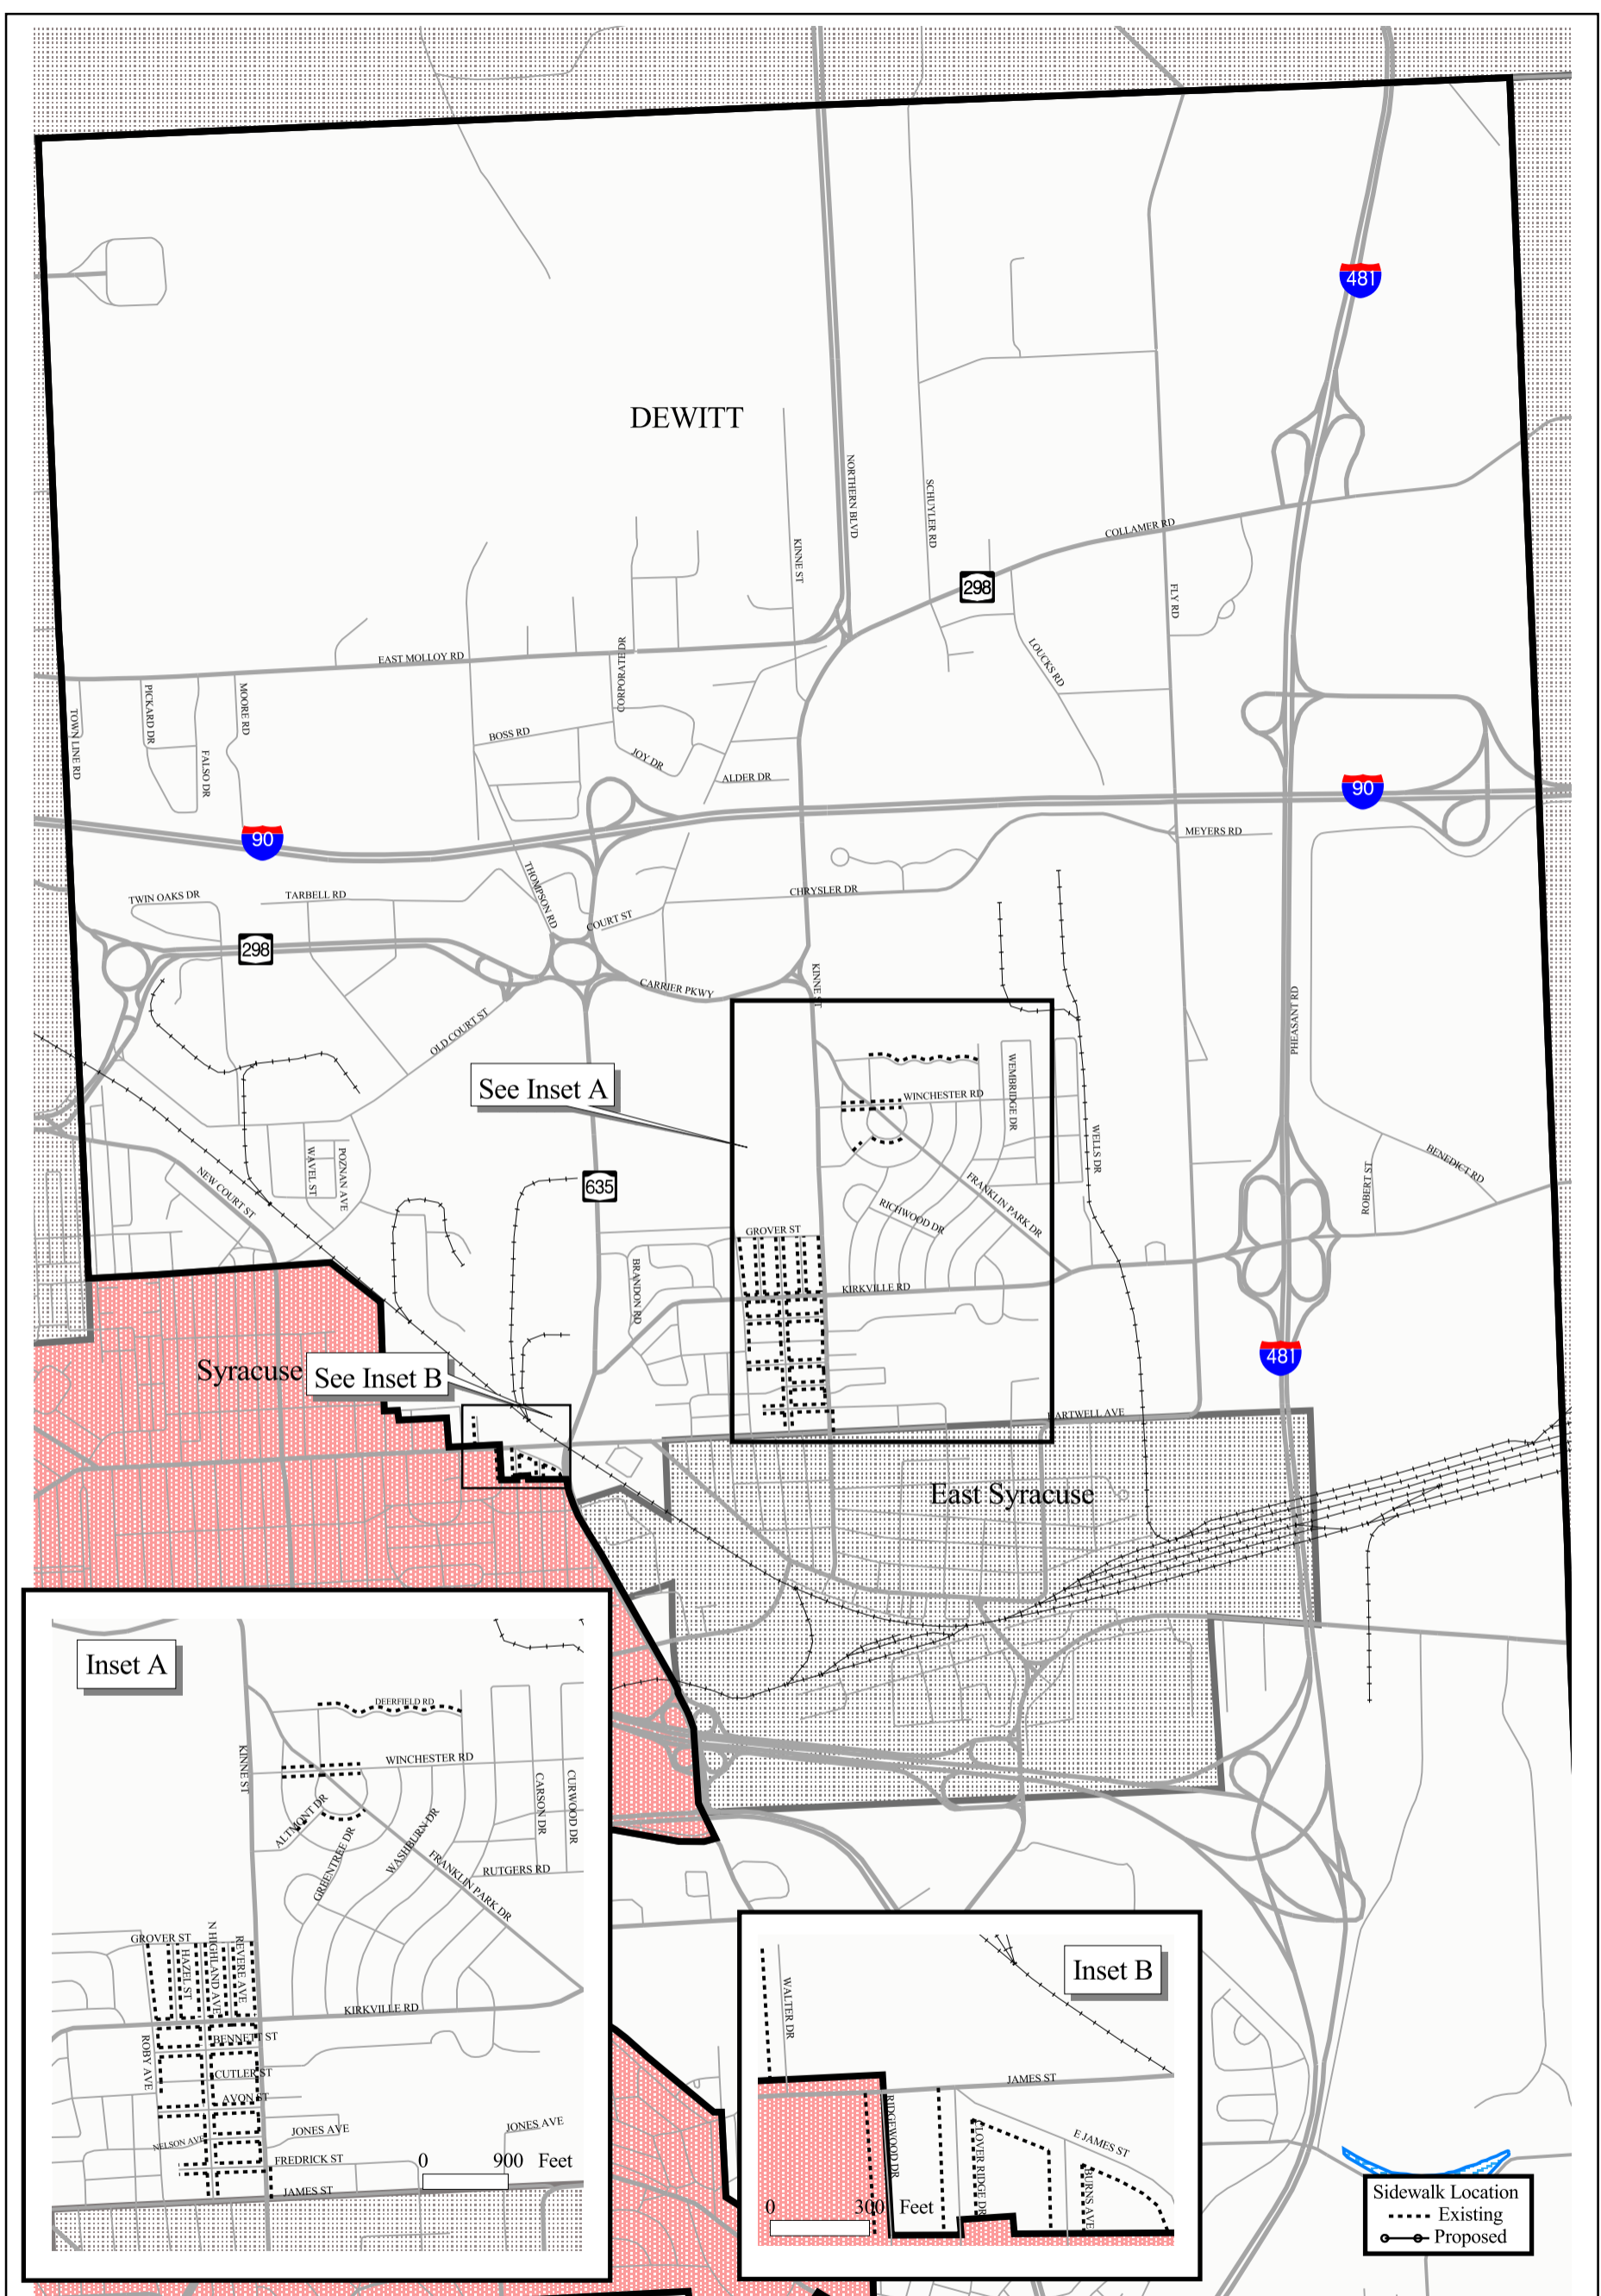 481
DEWITT
NORTHERN BLVD
SCHUYLER RD
COLLAMER RD
KINNE ST
298
FLY RD
EAST MOLLOY RD
CORPORATE DR
LOUCKS RD
TOWN LINE RD
PICKARD DR
MOORE RD
FALSO DR
BOSS RD
JOY DR
ALDER DR
90
90
MEYERS RD
TWIN OAKS DR
TARBELL RD
THOMPSON RD
COURT ST
CHRYSLER DR
298
CARRIER PKWY
KINNE ST
OLD COURT ST
PHEASANT RD
See Inset A
WINCHESTER RD
WEMBRIDGE DR
WELLS DR
NEW COURT ST
WAVEL ST
POZNAN AVE
635
FRANKLIN PARK DR
RICHWOOD DR
ROBERT ST
BENEDICT RD
GROVER ST
BRANDON RD
KIRKVILLE RD
481
Syracuse
See Inset B
HARTWELL AVE
East Syracuse
Inset A
DEERFIELD RD
KINNE ST
WINCHESTER RD
CARSON DR
CURWOOD DR
ALTMONT DR
GREENTREE DR
WASHBURN DR
FRANKLIN PARK DR
RUTGERS RD
GROVER ST
HAZEL ST
N HIGHLAND AVE
REVERE AVE
KIRKVILLE RD
ROBY AVE
BENNETT ST
CUTLER ST
AVON ST
JONES AVE
JONES AVE
NELSON AVE
FREDRICK ST
0 900 Feet
JAMES ST
Inset B
WALTER DR
JAMES ST
RIDGEWOOD DR
CLOVER RIDGE DR
E JAMES ST
BURNS AVE
0 300 Feet
Sidewalk Location
Existing
Proposed